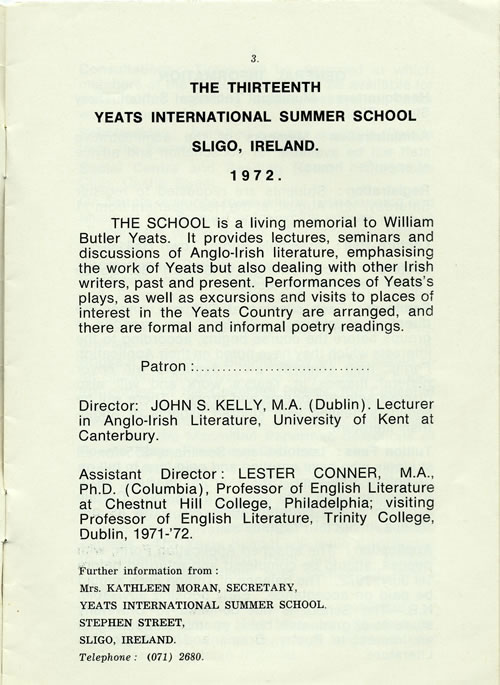 3.
THE THIRTEENTH
YEATS INTERNATIONAL SUMMER SCHOOL
SLIGO, IRELAND.
1972.
THE SCHOOL is a living memorial to William
Butler Yeats. It provides lectures, seminars and
discussions of Anglo-Irish literature, emphasising
the work of Yeats but also dealing with other Irish
writers, past and present. Performances of Yeats's
plays, as well as excursions and visits to places of
interest in the Yeats Country are arranged, and
there are formal and informal poetry readings.
Patron :................................
Director: JOHN S. KELLY, M.A. (Dublin). Lecturer
in Anglo-Irish Literature, University of Kent at
Canterbury.
Assistant Director : LESTER CONNER, M.A.,
Ph.D. (Columbia), Professor of English Literature
at Chestnut Hill College, Philadelphia; visiting
Professor of English Literature, Trinity College,
Dublin, 1971-'72.
Further information from :
Mrs. KATHLEEN MORAN, SECRETARY,
YEATS INTERNATIONAL SUMMER SCHOOL.
STEPHEN STREET,
SLIGO, IRELAND.
Telephone : (071) 2680.